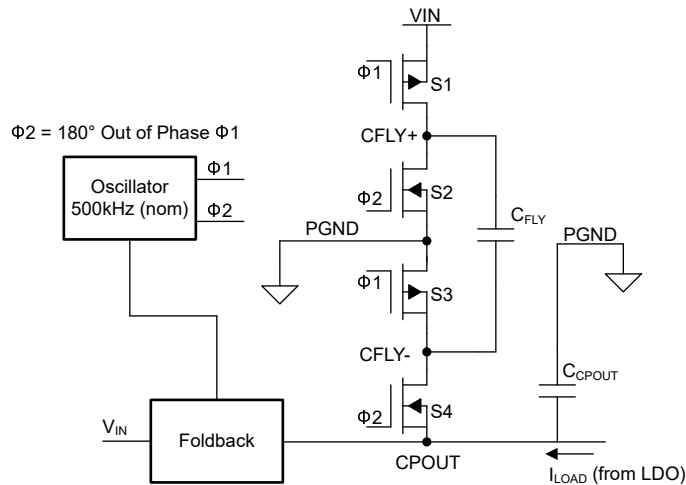 VIN
Φ1
S1
Φ2 = 180° Out of Phase Φ1
CFLY+
Oscillator
500kHz (nom)
Φ1
Φ2
S2
Φ2
CFLY
PGND
PGND
Φ1
S3
CFLY-
CCPOUT
S4
Φ2
VIN
Foldback
CPOUT
ILOAD (from LDO)